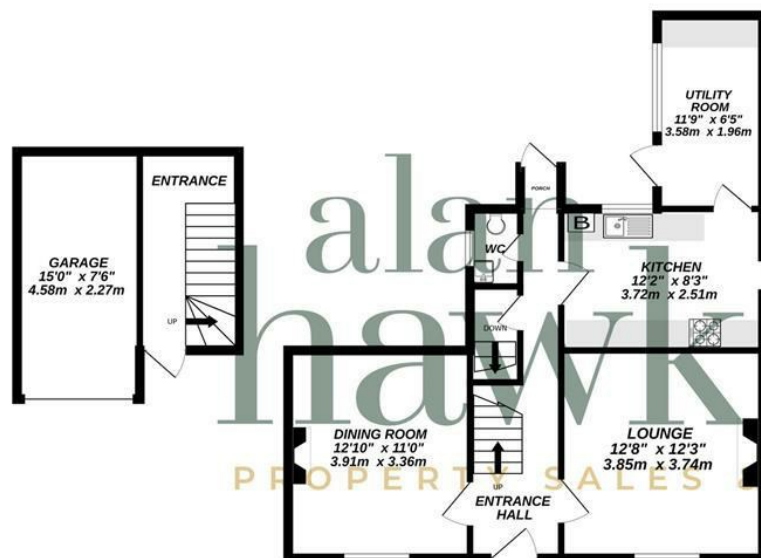 UTILITY
ROOM
11'9" x 6'5"
3.58m x 1.96m
ENTRANCE
GARAGE
15'0" x 7'6"
4.58m x 2.27m
UP
PORCH
WC
B
KITCHEN
12'2" x 8'3"
3.72m x 2.51m
DOWN
alan
hawk
PROPERTY SALES &
DINING ROOM
12'10" x 11'0"
3.91m x 3.36m
UP
ENTRANCE
HALL
LOUNGE
12'8" x 12'3"
3.85m x 3.74m